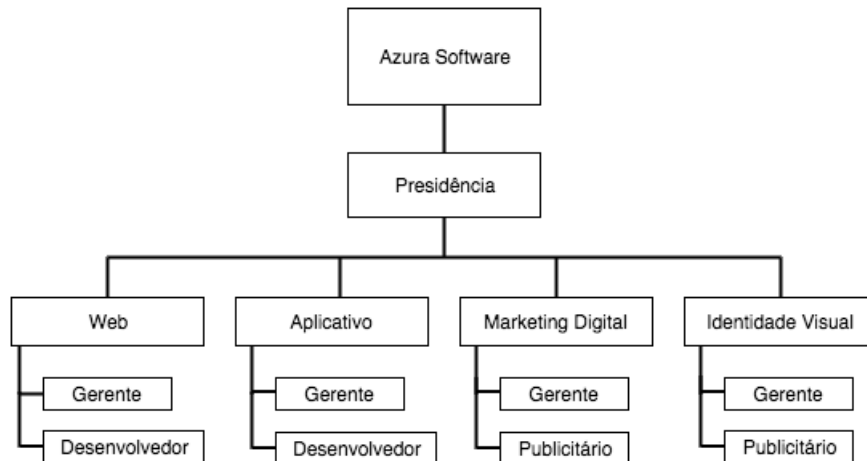 Azura Software
Presidência
Web
Aplicativo
Marketing Digital
Identidade Visual
Gerente
Gerente
Gerente
Gerente
Desenvolvedor
Desenvolvedor
Publicitário
Publicitário